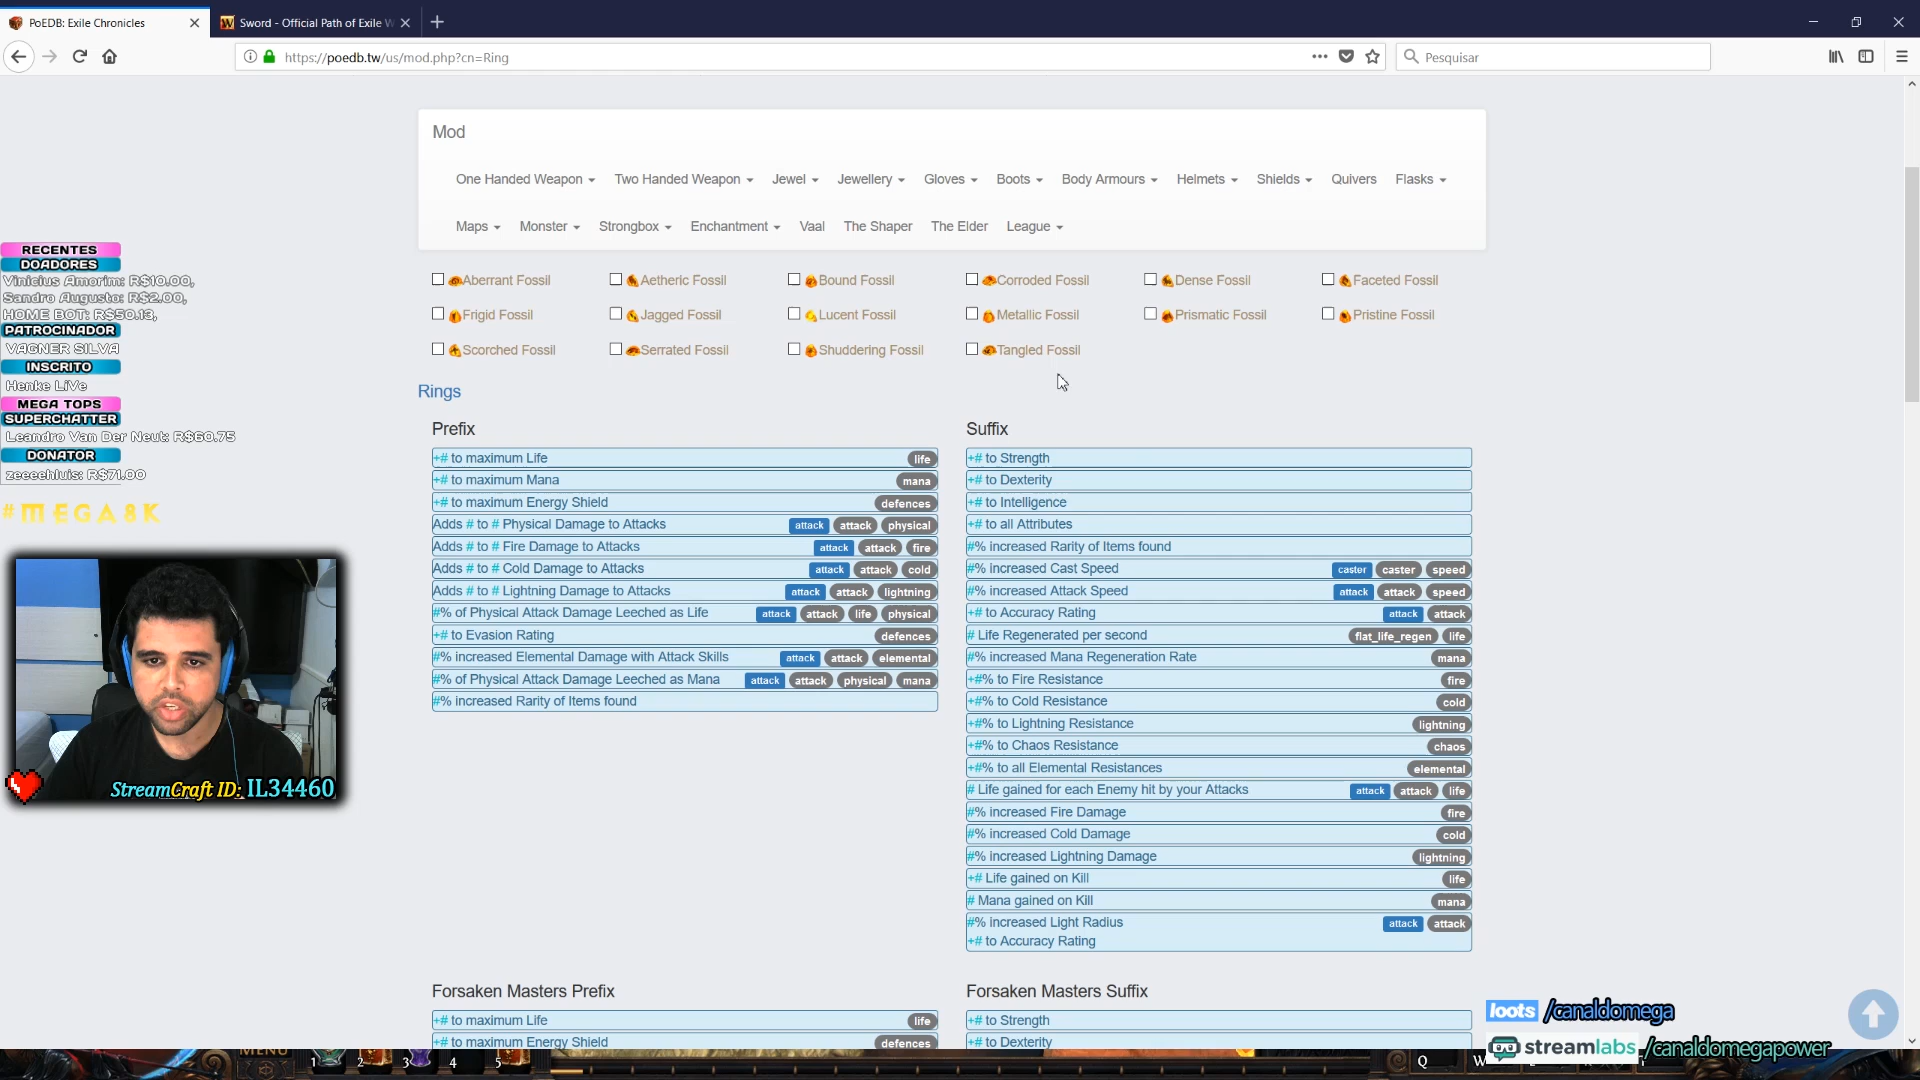 PoEDB: Exile Chronicles
Sword - Official Path of Exile W
https://poedb.tw/us/mod.php?cn=Ring
Pesquisar
Mod
One Handed Weapon
Two Handed Weapon
Jewel
Jewellery
Gloves
Boots
Body Armours
Helmets
Shields
Quivers
Flasks
Maps
Monster
Strongbox
Enchantment
Vaal
The Shaper
The Elder
League
Aberrant Fossil
Aetheric Fossil
Bound Fossil
Corroded Fossil
Dense Fossil
Faceted Fossil
Frigid Fossil
Jagged Fossil
Lucent Fossil
Metallic Fossil
Prismatic Fossil
Pristine Fossil
Scorched Fossil
Serrated Fossil
Shuddering Fossil
Tangled Fossil
Rings
Prefix
+# to maximum Life life
+# to maximum Mana mana
+# to maximum Energy Shield defences
Adds # to # Physical Damage to Attacks attack attack physical
Adds # to # Fire Damage to Attacks attack attack fire
Adds # to # Cold Damage to Attacks attack attack cold
Adds # to # Lightning Damage to Attacks attack attack lightning
#% of Physical Attack Damage Leeched as Life attack attack life physical
+# to Evasion Rating defences
#% increased Elemental Damage with Attack Skills attack attack elemental
#% of Physical Attack Damage Leeched as Mana attack attack physical mana
#% increased Rarity of Items found
Suffix
+# to Strength
+# to Dexterity
+# to Intelligence
+# to all Attributes
#% increased Rarity of Items found
#% increased Cast Speed caster caster speed
#% increased Attack Speed attack attack speed
+# to Accuracy Rating attack attack
# Life Regenerated per second flat_life_regen life
#% increased Mana Regeneration Rate mana
+#% to Fire Resistance fire
+#% to Cold Resistance cold
+#% to Lightning Resistance lightning
+#% to Chaos Resistance chaos
+#% to all Elemental Resistances elemental
# Life gained for each Enemy hit by your Attacks attack attack life
#% increased Fire Damage fire
#% increased Cold Damage cold
#% increased Lightning Damage lightning
+# Life gained on Kill life
# Mana gained on Kill mana
#% increased Light Radius attack attack
+# to Accuracy Rating
Forsaken Masters Prefix
+# to maximum Life life
+# to maximum Energy Shield defences
Forsaken Masters Suffix
+# to Strength
+# to Dexterity
RECENTES
DOADORES
Vinicius Amorim: R$10.00,
Sandro Augusto: R$2.00,
HOME BOT: R$50.13,
PATROCINADOR
VAGNER SILVA
INSCRITO
Henke LiVe
MEGA TOPS
SUPERCHATTER
Leandro Van Der Neut: R$60.75
DONATOR
zeeeehluis: R$71.00
#MEGA8K
StreamCraft ID: IL34460
loots /canaldomega
streamlabs /canaldomegapower
MENU
1
2
3
4
5
Q
W